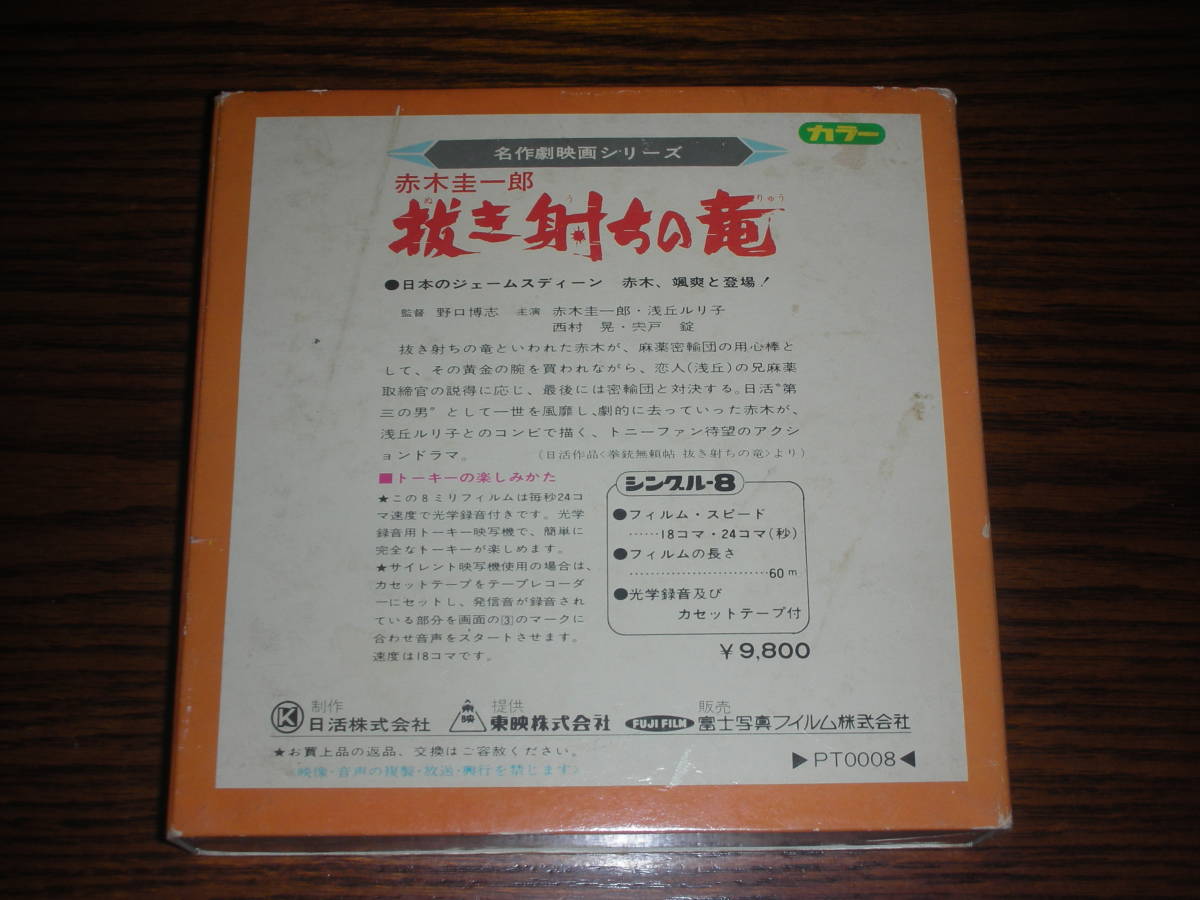 カラー
名作劇映画シリーズ
赤木圭一郎
ぬ う りゅう
抜き射ちの竜
●日本のジェームスディーン 赤木、颯爽と登場!
監督 野口博志 主演 赤木圭一郎・浅丘ルリ子
西村 晃・宍戸 錠
抜き射ちの竜といわれた赤木が、麻薬密輸団の用心棒と
して、その黄金の腕を買われながら、恋人(浅丘)の兄麻薬
取締官の説得に応じ、最後には密輸団と対決する。日活〝第
三の男〟として一世を風靡し、劇的に去っていった赤木が、
浅丘ルリ子とのコンビで描く、トニーファン待望のアクシ
ョンドラマ。 (日活作品<拳銃無頼帖 抜き射ちの竜>より)
■トーキーの楽しみかた
★この8ミリフィルムは毎秒24コ
マ速度で光学録音付きです。光学
録音用トーキー映写機で、簡単に
完全なトーキーが楽しめます。
★サイレント映写機使用の場合は、
カセットテープをテープレコーダ
ーにセットし、発信音が録音され
ている部分を画面の[3]のマークに
合わせ音声をスタートさせます。
速度は18コマです。
シングル-8
●フィルム・スピード
……18コマ・24コマ(秒)
●フィルムの長さ
………………………60m
●光学録音及び
カセットテープ付
¥9,800
K 制作 日活株式会社
東映 提供 東映株式会社
FUJI FILM 販売 富士写真フイルム株式会社
★お買上品の返品、交換はご容赦ください。
<映像・音声の複製・放送・興行を禁じます>
▶PT0008◀